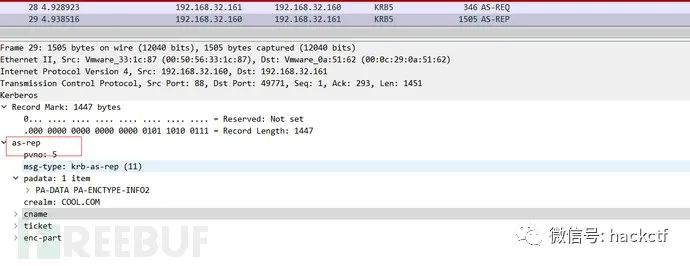 28 4.928923 192.168.32.161 192.168.32.160 KRB5 346 AS-REQ
29 4.938516 192.168.32.160 192.168.32.161 KRB5 1505 AS-REP
Frame 29: 1505 bytes on wire (12040 bits), 1505 bytes captured (12040 bits)
Ethernet II, Src: Vmware_33:1c:87 (00:50:56:33:1c:87), Dst: Vmware_0a:51:62 (00:0c:29:0a:51:62)
Internet Protocol Version 4, Src: 192.168.32.160, Dst: 192.168.32.161
Transmission Control Protocol, Src Port: 88, Dst Port: 49771, Seq: 1, Ack: 293, Len: 1451
Kerberos
Record Mark: 1447 bytes
0... .... .... .... .... .... .... .... = Reserved: Not set
.000 0000 0000 0000 0000 0101 1010 0111 = Record Length: 1447
as-rep
pvno: 5
msg-type: krb-as-rep (11)
padata: 1 item
PA-DATA PA-ENCTYPE-INFO2
crealm: COOL.COM
cname
ticket
enc-part
REEBUF
微信号: hackctf